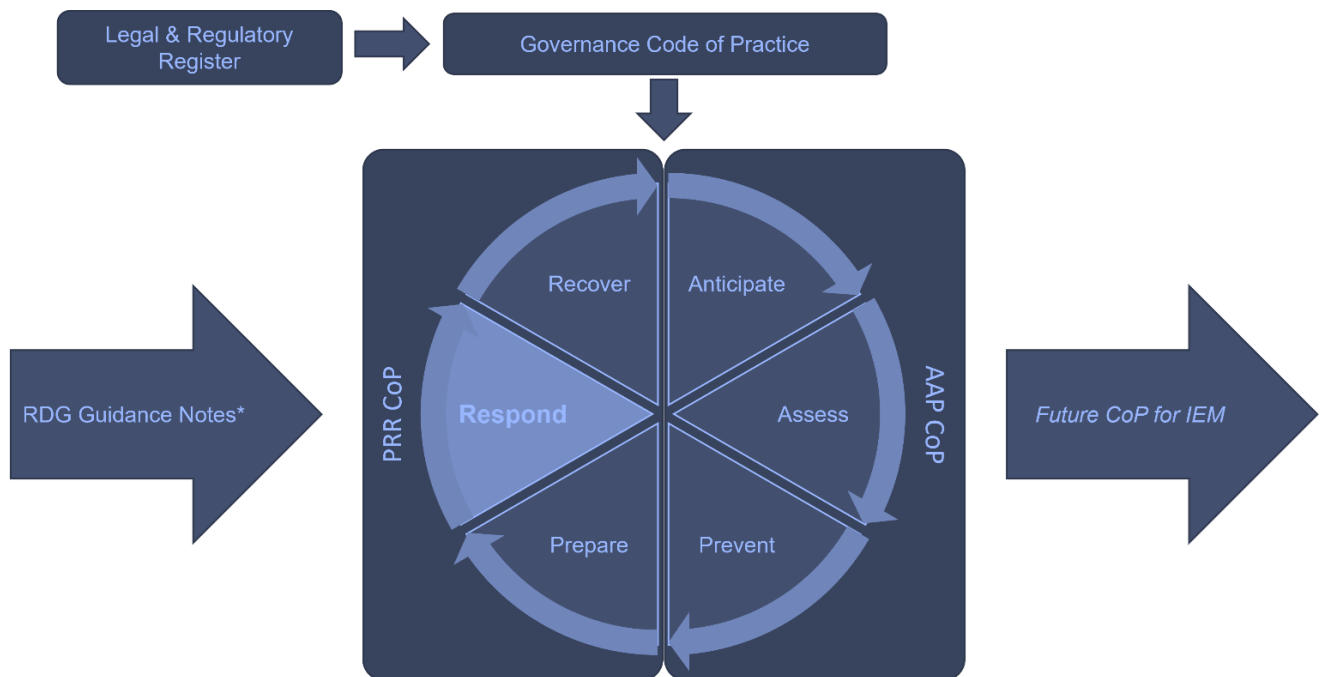 Legal & Regulatory
Register
Governance Code of Practice
Recover
Anticipate
RDG Guidance Notes*
PRR CoP
Respond
Assess
AAP CoP
Future CoP for IEM
Prepare
Prevent